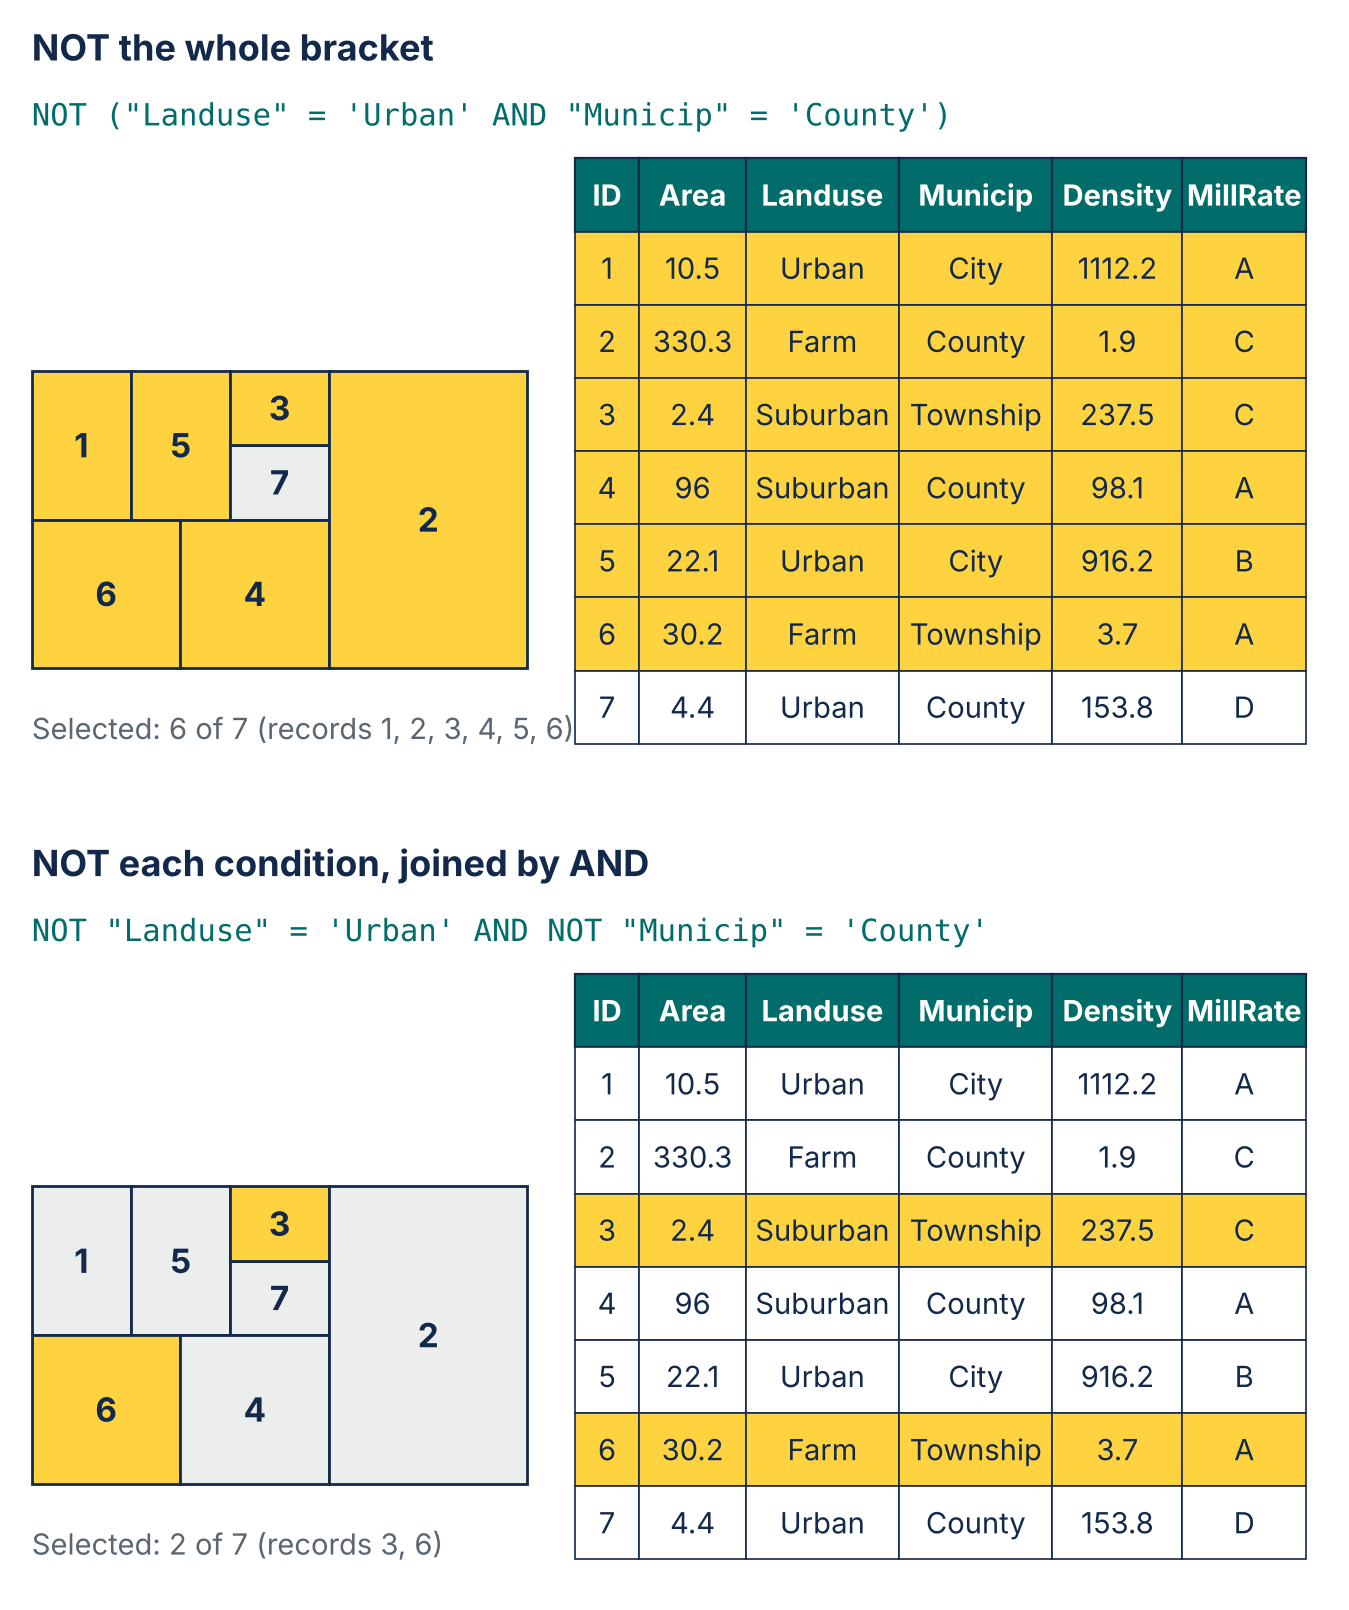 NOT the whole bracket
NOT ("Landuse" = 'Urban' AND "Municip" = 'County')
ID Area Landuse Municip Density MillRate
1 10.5 Urban City 1112.2 A
2 330.3 Farm County 1.9 C
3 2.4 Suburban Township 237.5 C
4 96 Suburban County 98.1 A
5 22.1 Urban City 916.2 B
6 30.2 Farm Township 3.7 A
7 4.4 Urban County 153.8 D
1 5 3
7
2
6 4
Selected: 6 of 7 (records 1, 2, 3, 4, 5, 6)
NOT each condition, joined by AND
NOT "Landuse" = 'Urban' AND NOT "Municip" = 'County'
ID Area Landuse Municip Density MillRate
1 10.5 Urban City 1112.2 A
2 330.3 Farm County 1.9 C
3 2.4 Suburban Township 237.5 C
4 96 Suburban County 98.1 A
5 22.1 Urban City 916.2 B
6 30.2 Farm Township 3.7 A
7 4.4 Urban County 153.8 D
1 5 3
7
2
6 4
Selected: 2 of 7 (records 3, 6)